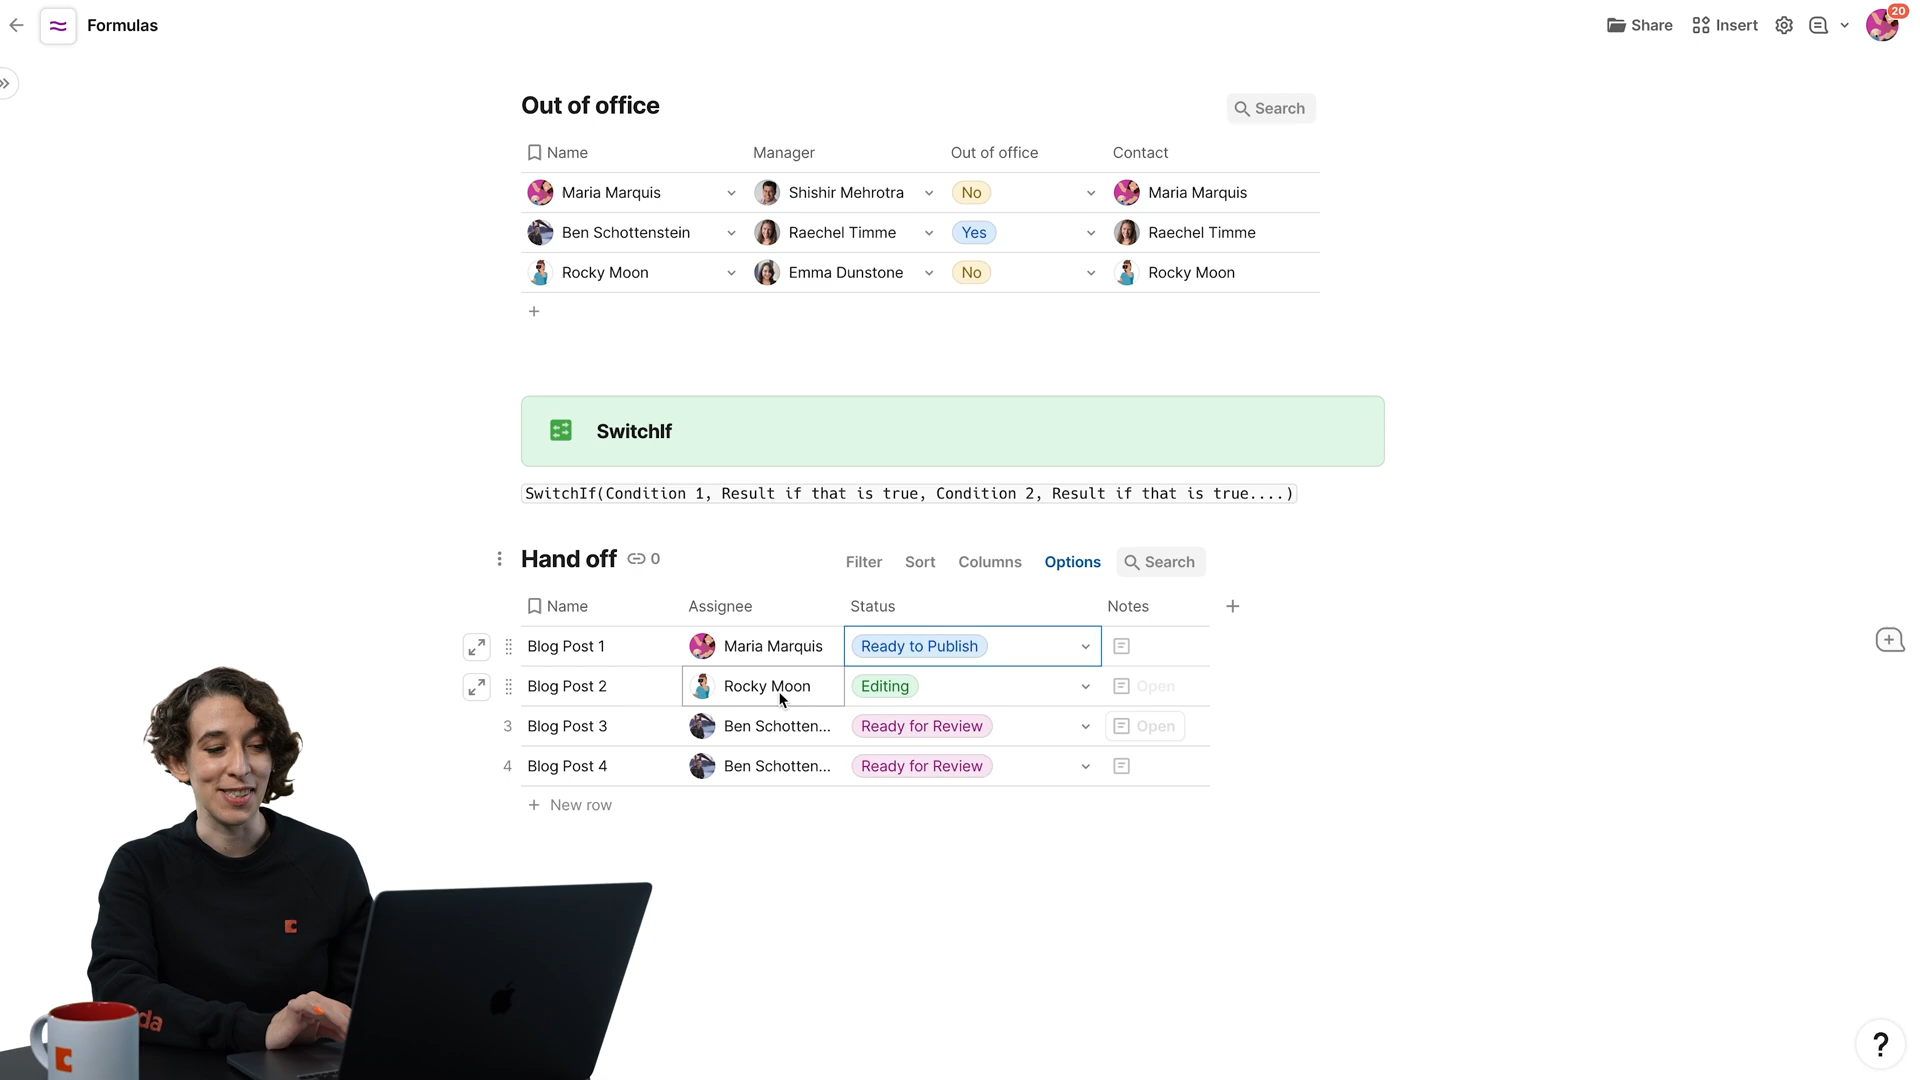 Formulas
Share Insert 20
Out of office Search
Name Manager Out of office Contact
Maria Marquis Shishir Mehrotra No Maria Marquis
Ben Schottenstein Raechel Timme Yes Raechel Timme
Rocky Moon Emma Dunstone No Rocky Moon
SwitchIf
SwitchIf(Condition 1, Result if that is true, Condition 2, Result if that is true....)
Hand off 0 Filter Sort Columns Options Search
Name Assignee Status Notes
Blog Post 1 Maria Marquis Ready to Publish
Blog Post 2 Rocky Moon Editing Open
3 Blog Post 3 Ben Schotten... Ready for Review Open
4 Blog Post 4 Ben Schotten... Ready for Review
+ New row
da
?